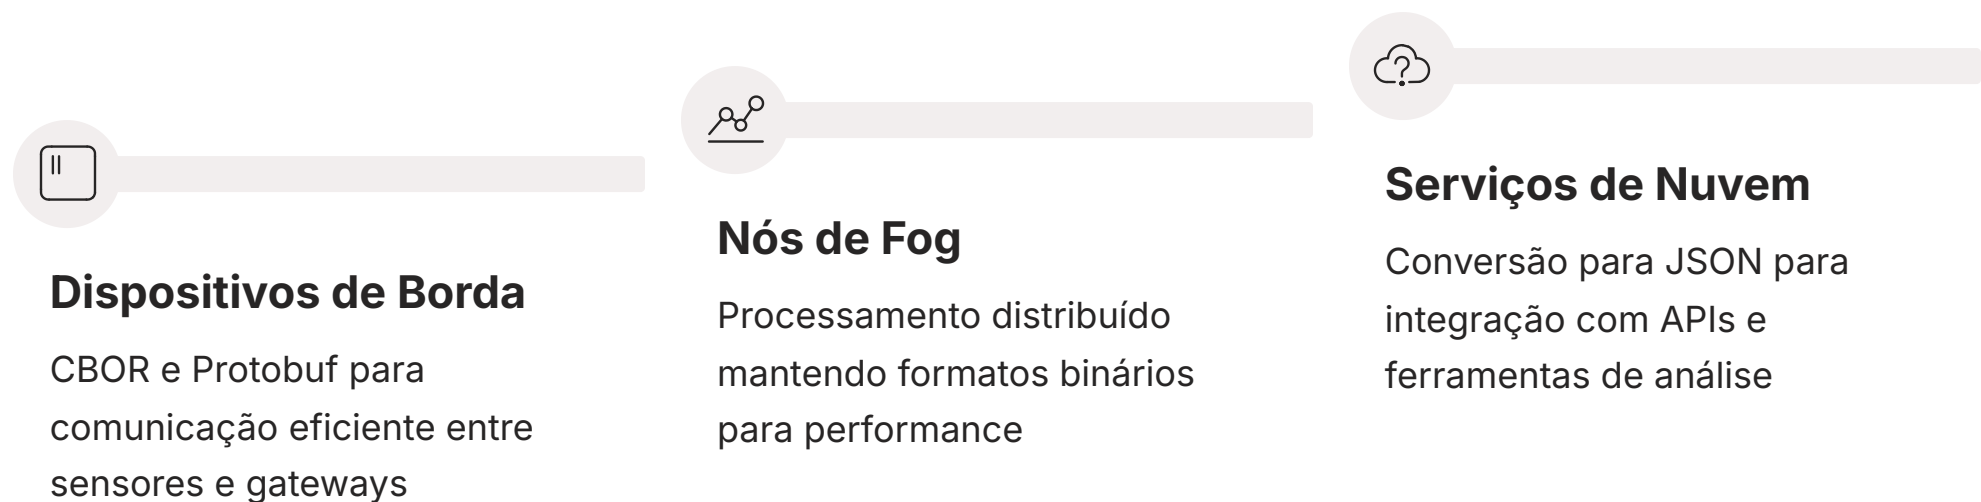 Dispositivos de Borda
CBOR e Protobuf para
comunicação eficiente entre
sensores e gateways
Nós de Fog
Processamento distribuído
mantendo formatos binários
para performance
Serviços de Nuvem
Conversão para JSON para
integração com APIs e
ferramentas de análise